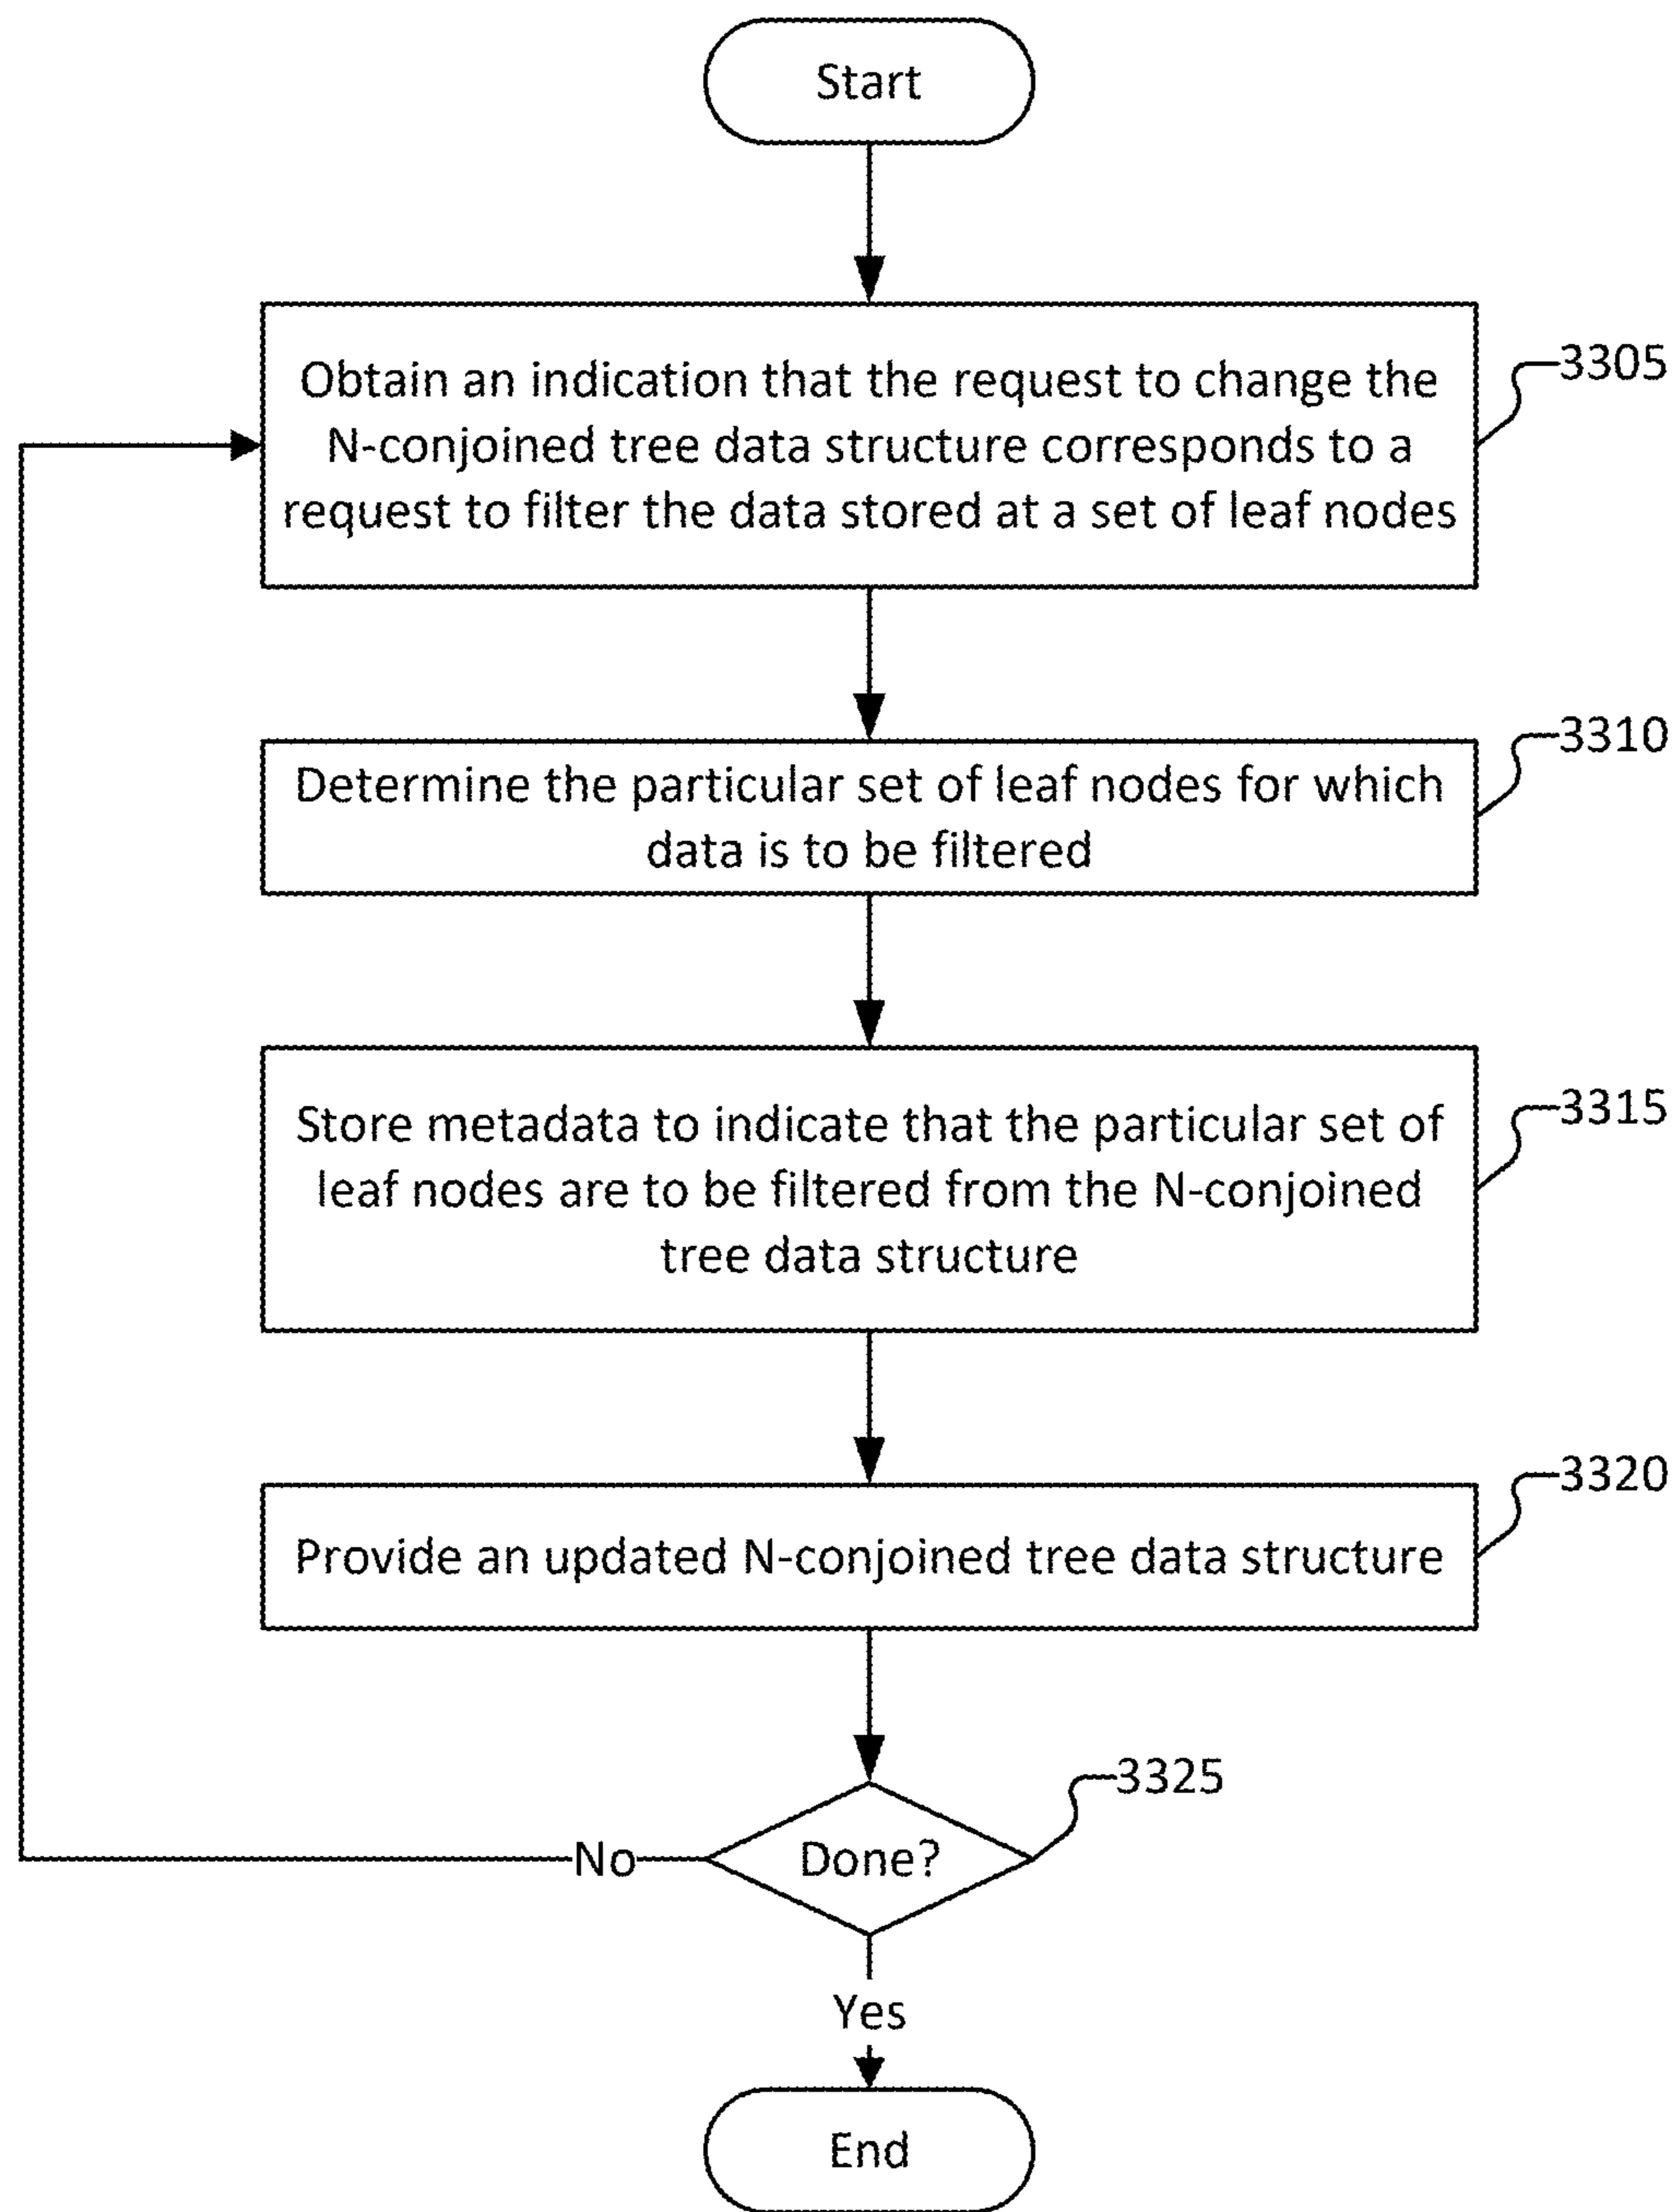 Start
Obtain an indication that the request to change the
N-conjoined tree data structure corresponds to a
request to filter the data stored at a set of leaf nodes
3305
Determine the particular set of leaf nodes for which
data is to be filtered
3310
Store metadata to indicate that the particular set of
leaf nodes are to be filtered from the N-conjoined
tree data structure
3315
Provide an updated N-conjoined tree data structure
3320
Done?
3325
No
Yes
End